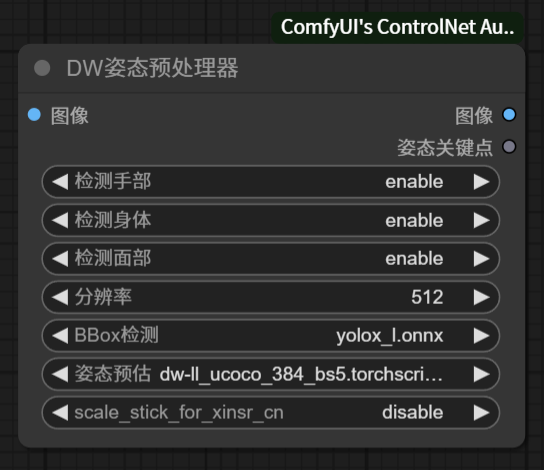 ComfyUI's ControlNet Au..
DW姿态预处理器
图像 图像
姿态关键点
检测手部 enable
检测身体 enable
检测面部 enable
分辨率 512
BBox检测 yolox_l.onnx
姿态预估 dw-ll_ucoco_384_bs5.torchscri…
scale_stick_for_xinsr_cn disable